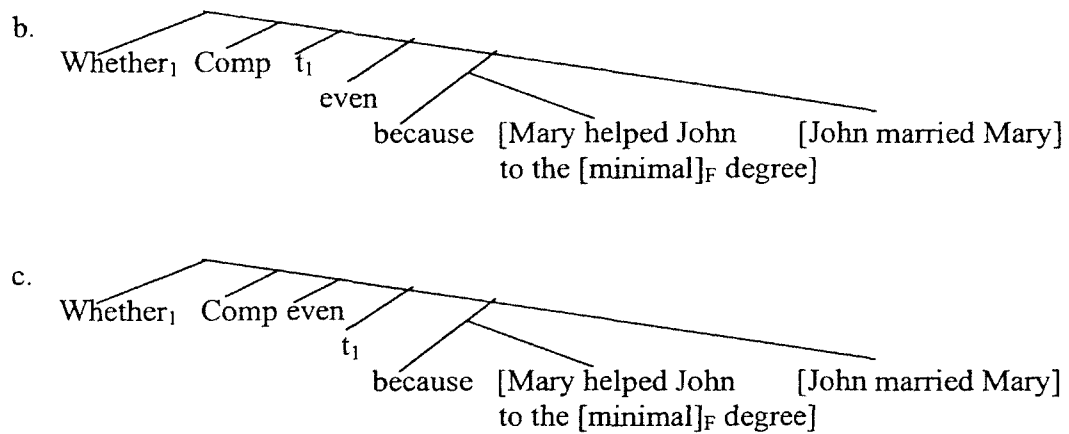 b.
Whether₁ Comp t₁
even
because [Mary helped John [John married Mary]
to the [minimal]F degree]
c.
Whether₁ Comp even
t₁
because [Mary helped John [John married Mary]
to the [minimal]F degree]